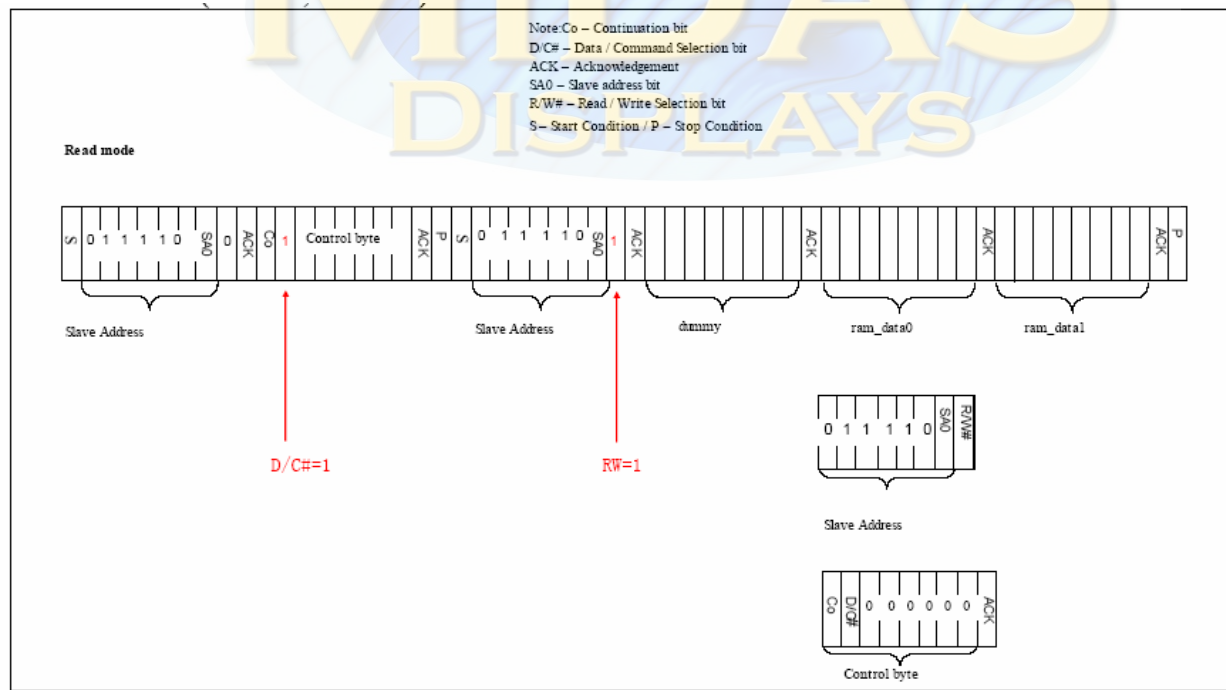 MIDAS
DISPLAYS
Note:Co – Continuation bit
D/C# – Data / Command Selection bit
ACK – Acknowledgement
SA0 – Slave address bit
R/W# – Read / Write Selection bit
S – Start Condition / P – Stop Condition
Read mode
S 0 1 1 1 1 0 SA0 0 ACK Co 1 Control byte ACK P S 0 1 1 1 1 0 SA0 1 ACK ACK ACK ACK P
Slave Address Slave Address dummy ram_data0 ram_data1
D/C#=1 RW=1
0 1 1 1 1 0 SA0 R/W#
Slave Address
Co D/C# 0 0 0 0 0 0 ACK
Control byte